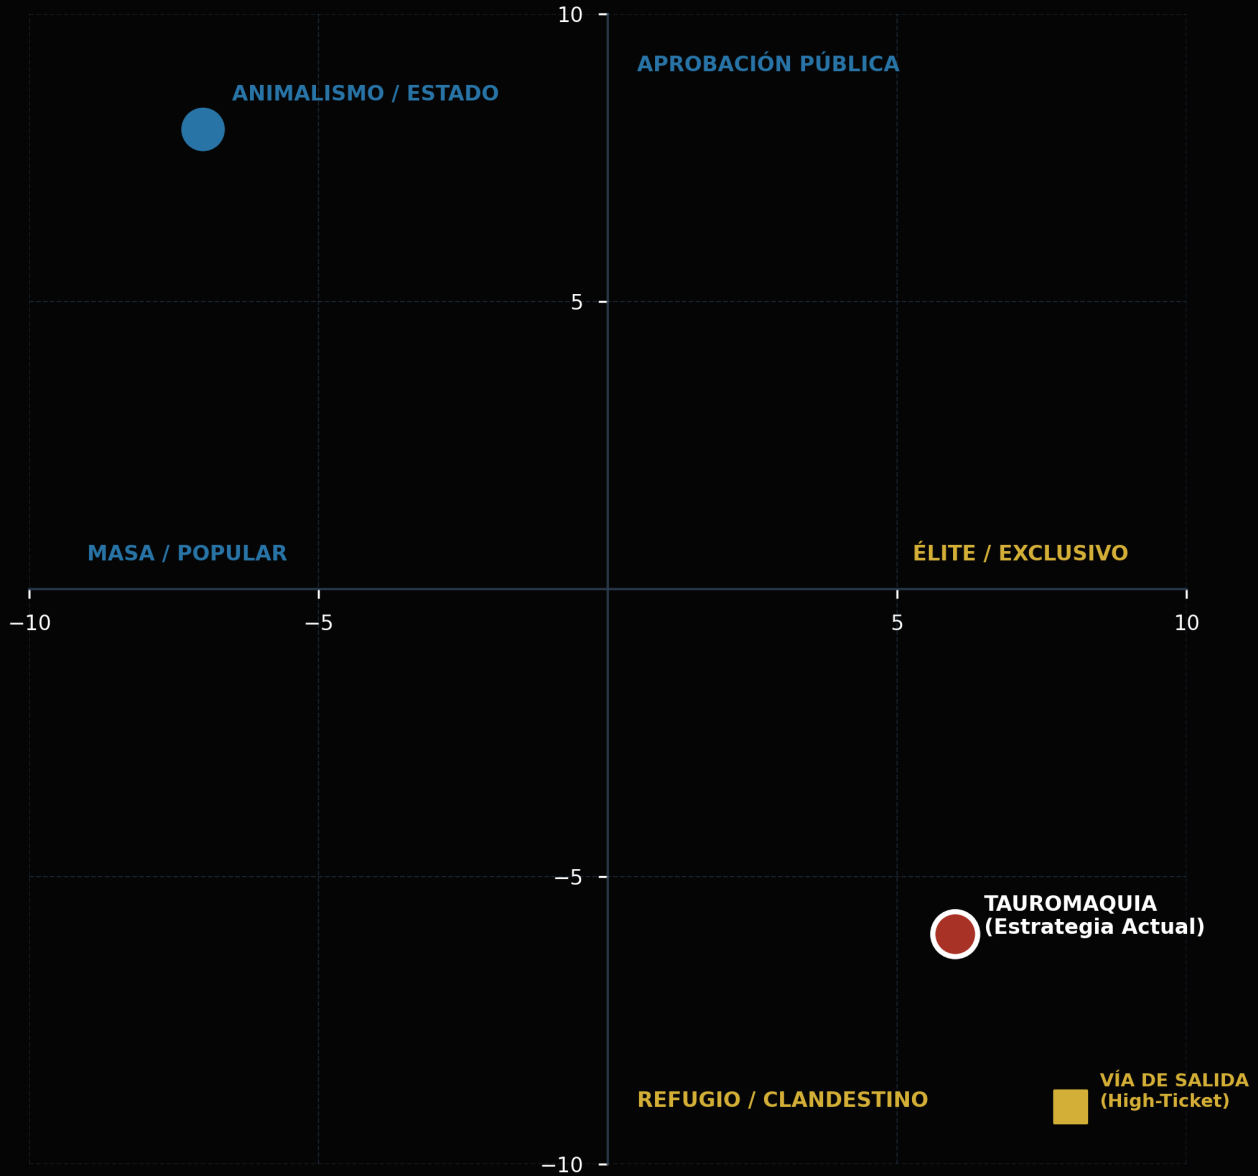 10
APROBACIÓN PÚBLICA
ANIMALISMO / ESTADO
5
MASA / POPULAR
ÉLITE / EXCLUSIVO
−10
−5
5
10
−5
TAUROMAQUIA
(Estrategia Actual)
VÍA DE SALIDA
(High-Ticket)
REFUGIO / CLANDESTINO
−10